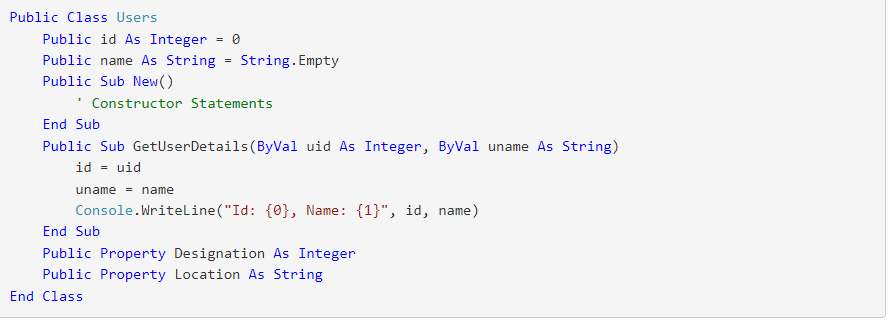 Public Class Users
    Public id As Integer = 0
    Public name As String = String.Empty
    Public Sub New()
        ' Constructor Statements
    End Sub
    Public Sub GetUserDetails(ByVal uid As Integer, ByVal uname As String)
        id = uid
        uname = name
        Console.WriteLine("Id: {0}, Name: {1}", id, name)
    End Sub
    Public Property Designation As Integer
    Public Property Location As String
End Class